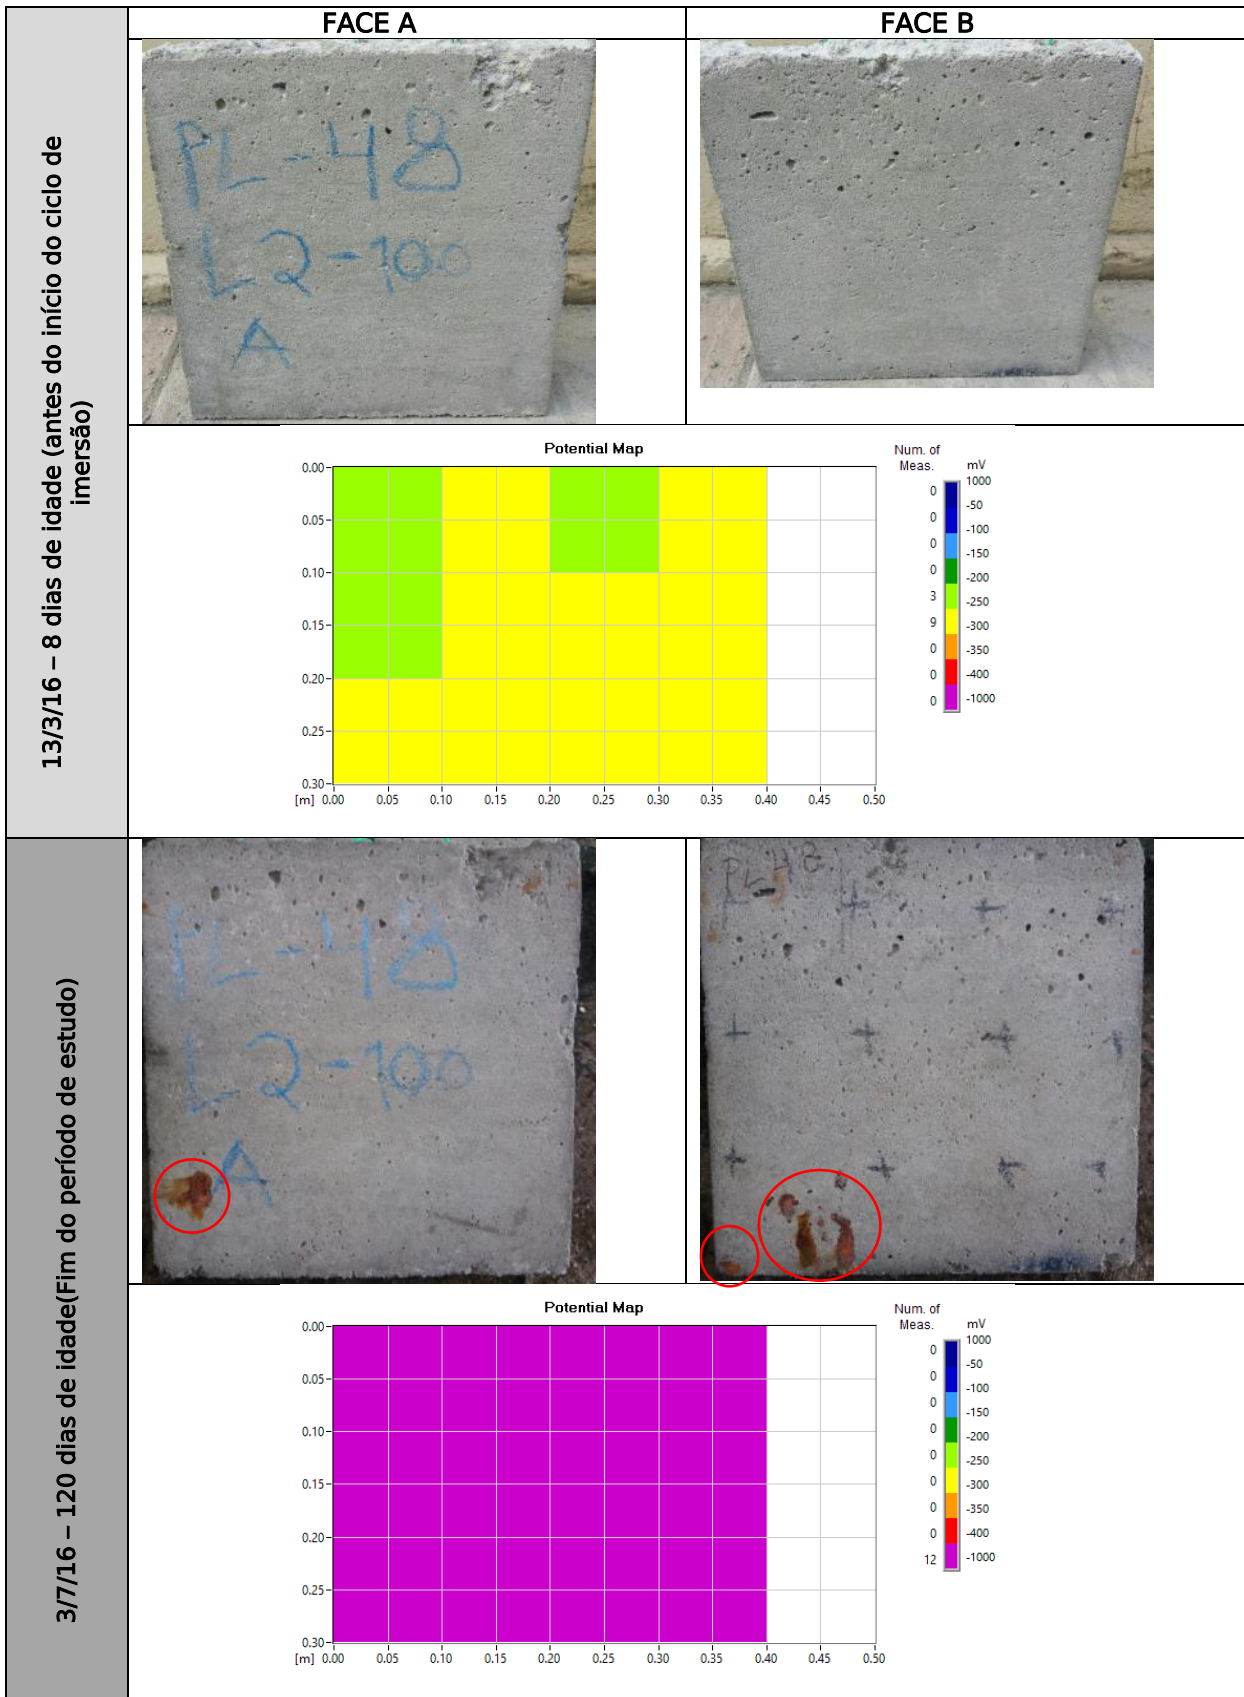 FACE A
FACE B
13/3/16 – 8 dias de idade (antes do início do ciclo de
imersão)
PL-48
L2-100
A
Potential Map
Num. of
Meas.
mV
0.00
0.05
0.10
0.15
0.20
0.25
0.30
[m] 0.00 0.05 0.10 0.15 0.20 0.25 0.30 0.35 0.40 0.45 0.50
0
0
0
0
3
9
0
0
0
1000
-50
-100
-150
-200
-250
-300
-350
-400
-1000
3/7/16 – 120 dias de idade(Fim do período de estudo)
PL-48
L2-100
A
PL-48
Potential Map
Num. of
Meas.
mV
0.00
0.05
0.10
0.15
0.20
0.25
0.30
[m] 0.00 0.05 0.10 0.15 0.20 0.25 0.30 0.35 0.40 0.45 0.50
0
0
0
0
0
0
0
0
12
1000
-50
-100
-150
-200
-250
-300
-350
-400
-1000